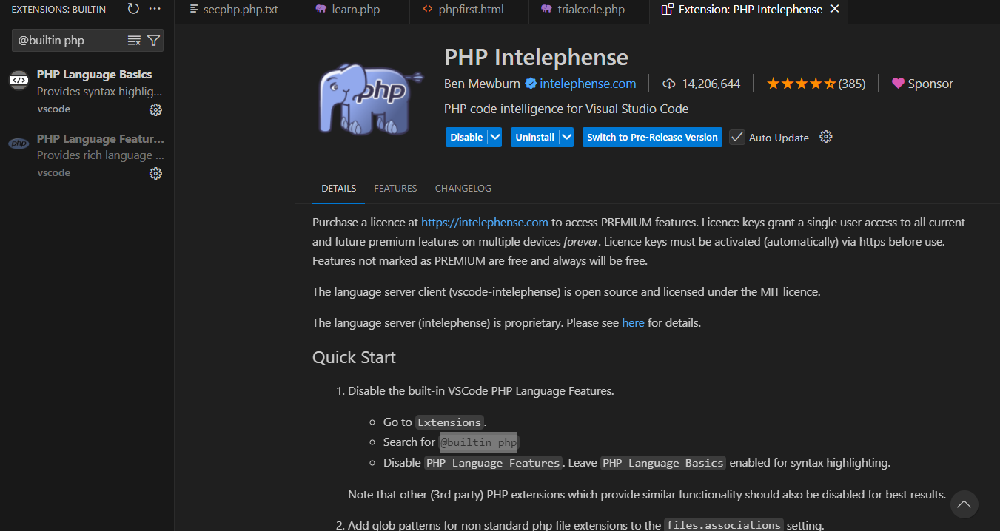 EXTENSIONS: BUILTIN
@builtin php
PHP Language Basics
Provides syntax highlig...
vscode
PHP Language Featur...
Provides rich language ...
vscode
secphp.php.txt
learn.php
phpfirst.html
trialcode.php
Extension: PHP Intelephense
php
PHP Intelephense
Ben Mewburn intelephense.com 14,206,644 (385) Sponsor
PHP code intelligence for Visual Studio Code
Disable Uninstall Switch to Pre-Release Version Auto Update
DETAILS FEATURES CHANGELOG
Purchase a licence at https://intelephense.com to access PREMIUM features. Licence keys grant a single user access to all current
and future premium features on multiple devices forever. Licence keys must be activated (automatically) via https before use.
Features not marked as PREMIUM are free and always will be free.
The language server client (vscode-intelephense) is open source and licensed under the MIT licence.
The language server (intelephense) is proprietary. Please see here for details.
Quick Start
1. Disable the built-in VSCode PHP Language Features.
Go to Extensions.
Search for @builtin php
Disable PHP Language Features. Leave PHP Language Basics enabled for syntax highlighting.
Note that other (3rd party) PHP extensions which provide similar functionality should also be disabled for best results.
2. Add glob patterns for non standard php file extensions to the files.associations setting.